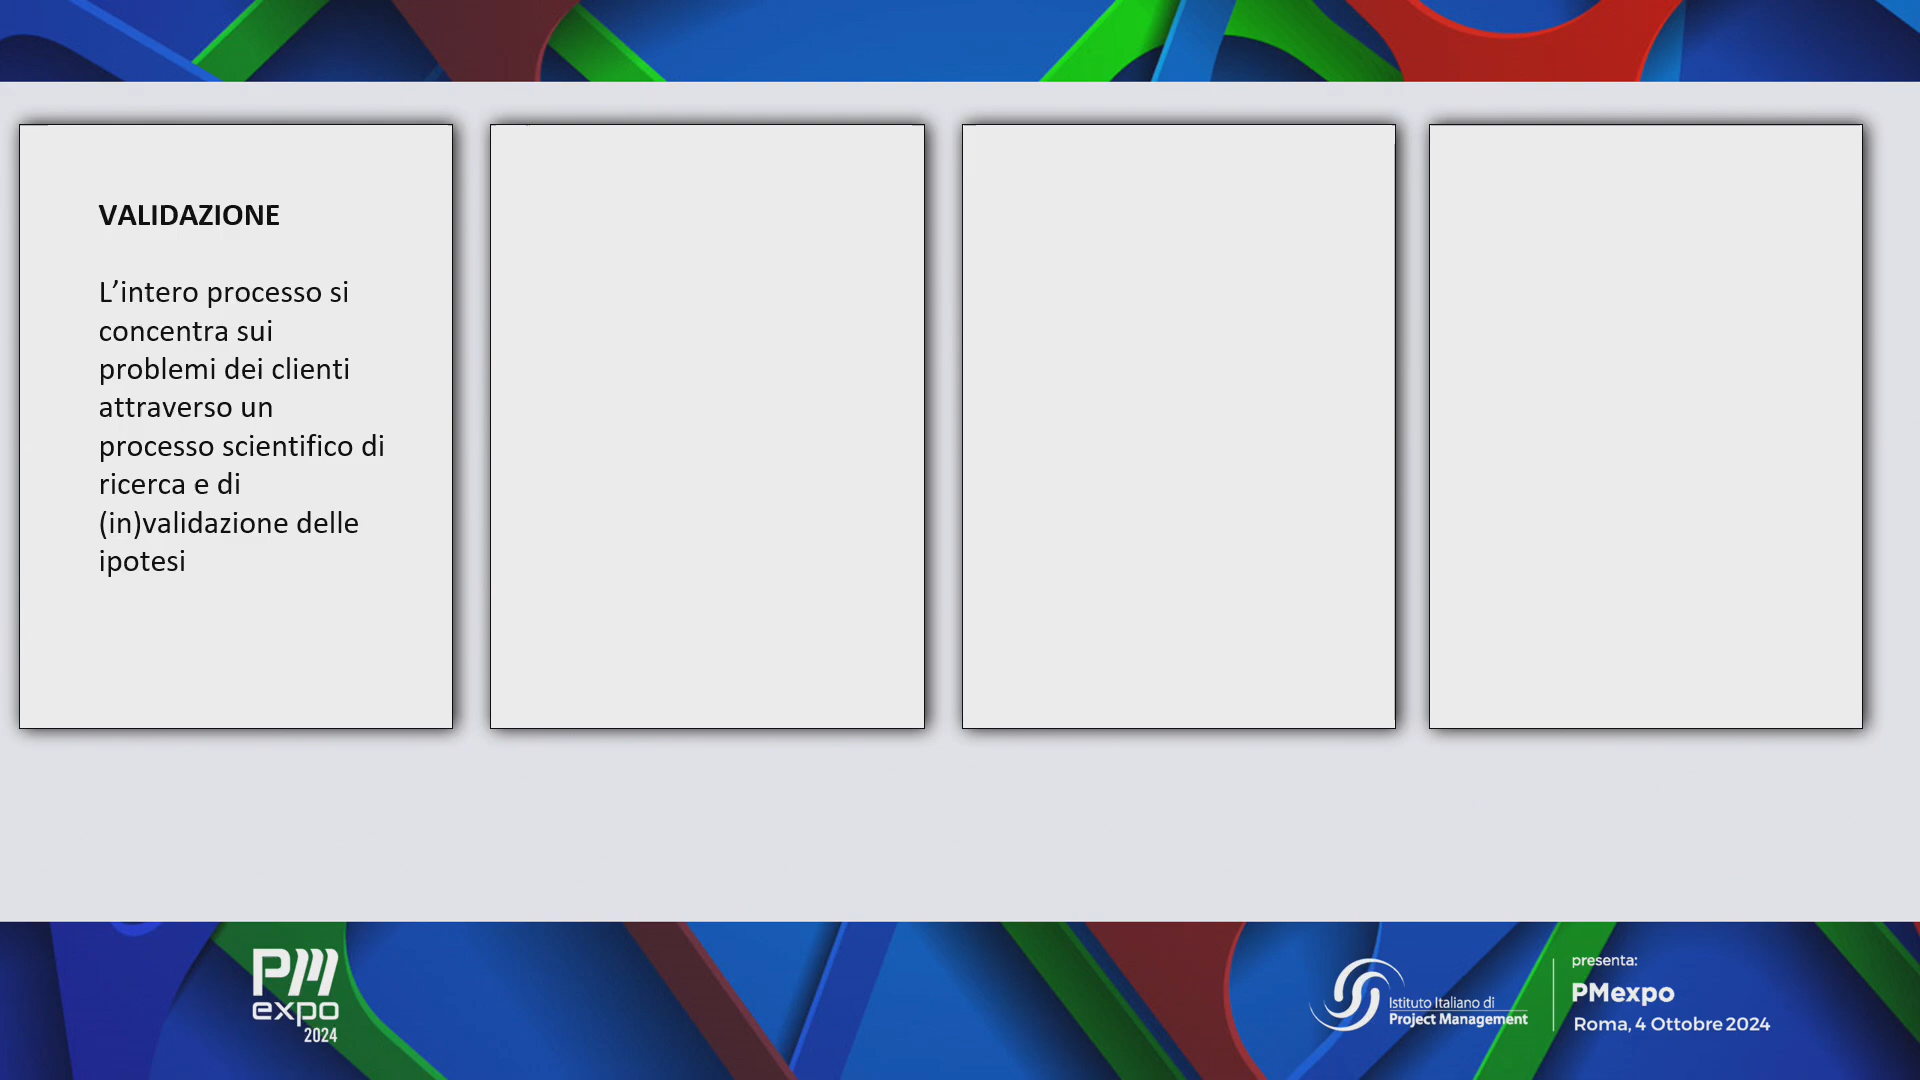 VALIDAZIONE
L’intero processo si
concentra sui
problemi dei clienti
attraverso un
processo scientifico di
ricerca e di
(in)validazione delle
ipotesi
PM
expo
2024
Istituto Italiano di
Project Management
presenta:
PMexpo
Roma, 4 Ottobre 2024